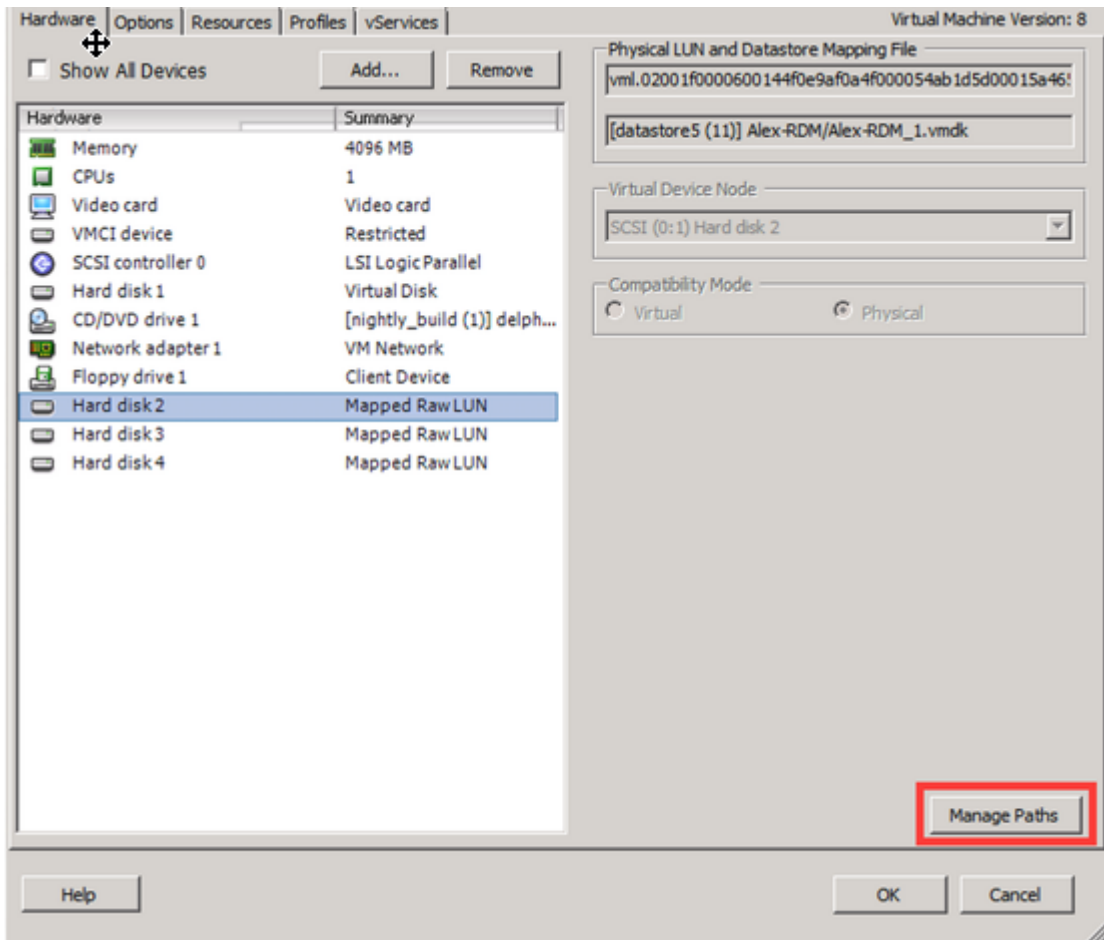 Hardware Options Resources Profiles vServices Virtual Machine Version: 8
Show All Devices Add... Remove
Hardware Summary
Memory 4096 MB
CPUs 1
Video card Video card
VMCI device Restricted
SCSI controller 0 LSI Logic Parallel
Hard disk 1 Virtual Disk
CD/DVD drive 1 [nightly_build (1)] delph...
Network adapter 1 VM Network
Floppy drive 1 Client Device
Hard disk 2 Mapped Raw LUN
Hard disk 3 Mapped Raw LUN
Hard disk 4 Mapped Raw LUN
Physical LUN and Datastore Mapping File
vml.02001f0000600144f0e9af0a4f000054ab1d5d00015a465
[datastore5 (11)] Alex-RDM/Alex-RDM_1.vmdk
Virtual Device Node
SCSI (0:1) Hard disk 2
Compatibility Mode
Virtual Physical
Manage Paths
Help OK Cancel